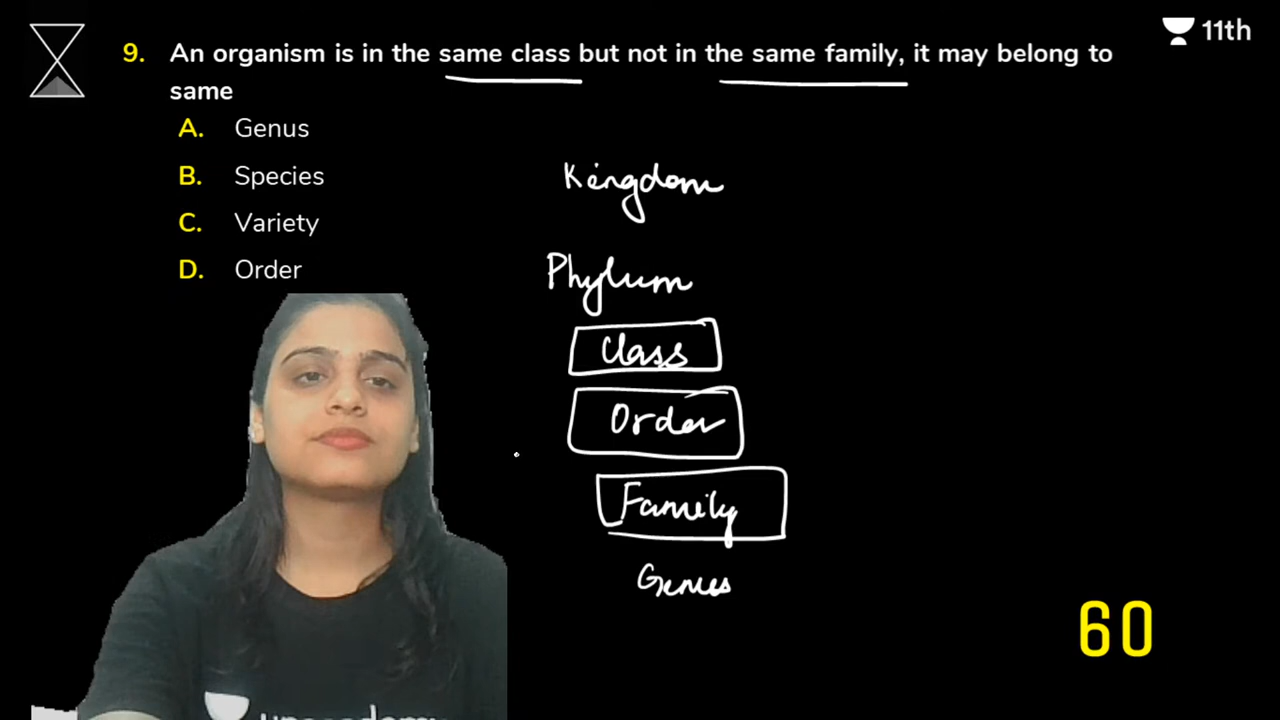 11th
9. An organism is in the same class but not in the same family, it may belong to
same
A. Genus
B. Species
C. Variety
D. Order
Kingdom
Phylum
Class
Order
Family
Genus
60